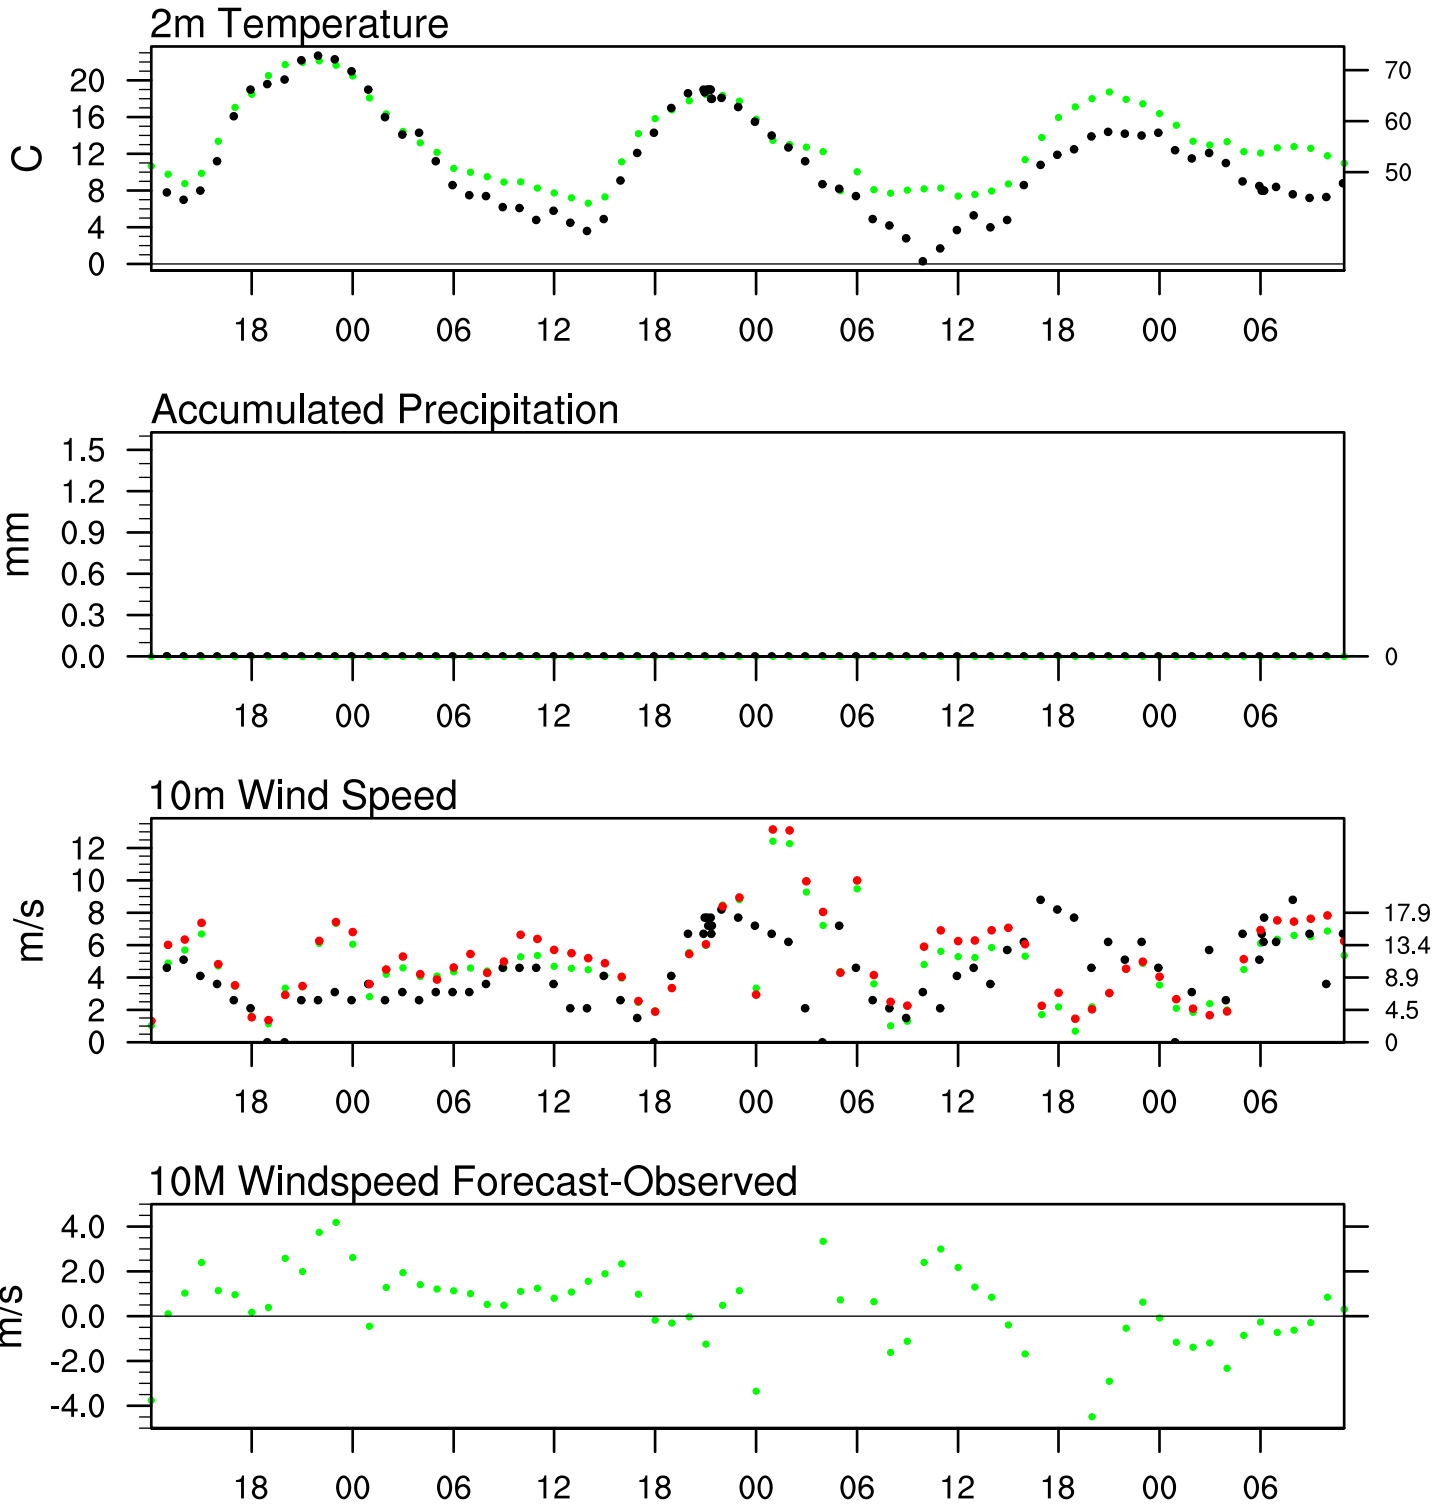 2m Temperature
20
16
12
8
4
0
C
70
60
50
18 00 06 12 18 00 06 12 18 00 06
Accumulated Precipitation
1.5
1.2
0.9
0.6
0.3
0.0
mm
0
18 00 06 12 18 00 06 12 18 00 06
10m Wind Speed
12
10
8
6
4
2
0
m/s
17.9
13.4
8.9
4.5
0
18 00 06 12 18 00 06 12 18 00 06
10M Windspeed Forecast-Observed
4.0
2.0
0.0
-2.0
-4.0
m/s
18 00 06 12 18 00 06 12 18 00 06